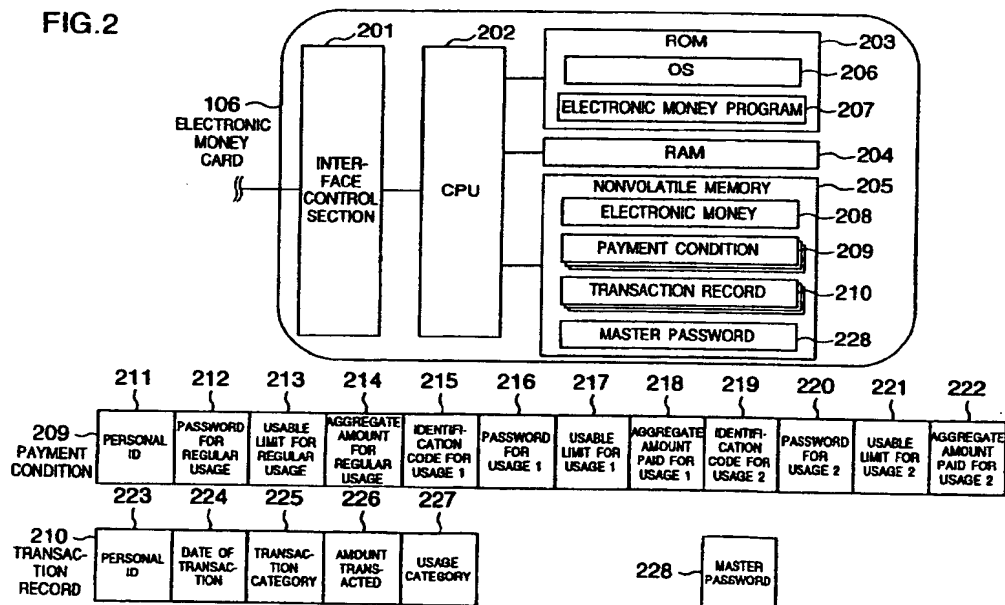 FIG.2
201
202
ROM
203
OS
206
106
ELECTRONIC
MONEY
CARD
ELECTRONIC MONEY PROGRAM
207
INTER-
FACE
CONTROL
SECTION
CPU
RAM
204
NONVOLATILE MEMORY
205
ELECTRONIC MONEY
208
PAYMENT CONDITION
209
TRANSACTION RECORD
210
MASTER PASSWORD
228
211 212 213 214 215 216 217 218 219 220 221 222
209
PAYMENT
CONDITION
PERSONAL
ID
PASSWORD
FOR
REGULAR
USAGE
USABLE
LIMIT FOR
REGULAR
USAGE
AGGREGATE
AMOUNT
FOR
REGULAR
USAGE
IDENTIFI-
CATION
CODE FOR
USAGE 1
PASSWORD
FOR
USAGE 1
USABLE
LIMIT FOR
USAGE 1
AGGREGATE
AMOUNT
PAID FOR
USAGE 1
IDENTIFI-
CATION
CODE FOR
USAGE 2
PASSWORD
FOR
USAGE 2
USABLE
LIMIT FOR
USAGE 2
AGGREGATE
AMOUNT
PAID FOR
USAGE 2
223 224 225 226 227
210
TRANSAC-
TION
RECORD
PERSONAL
ID
DATE OF
TRANSAC-
TION
TRANSAC-
TION
CATEGORY
AMOUNT
TRANS-
ACTED
USAGE
CATEGORY
228
MASTER
PASSWORD